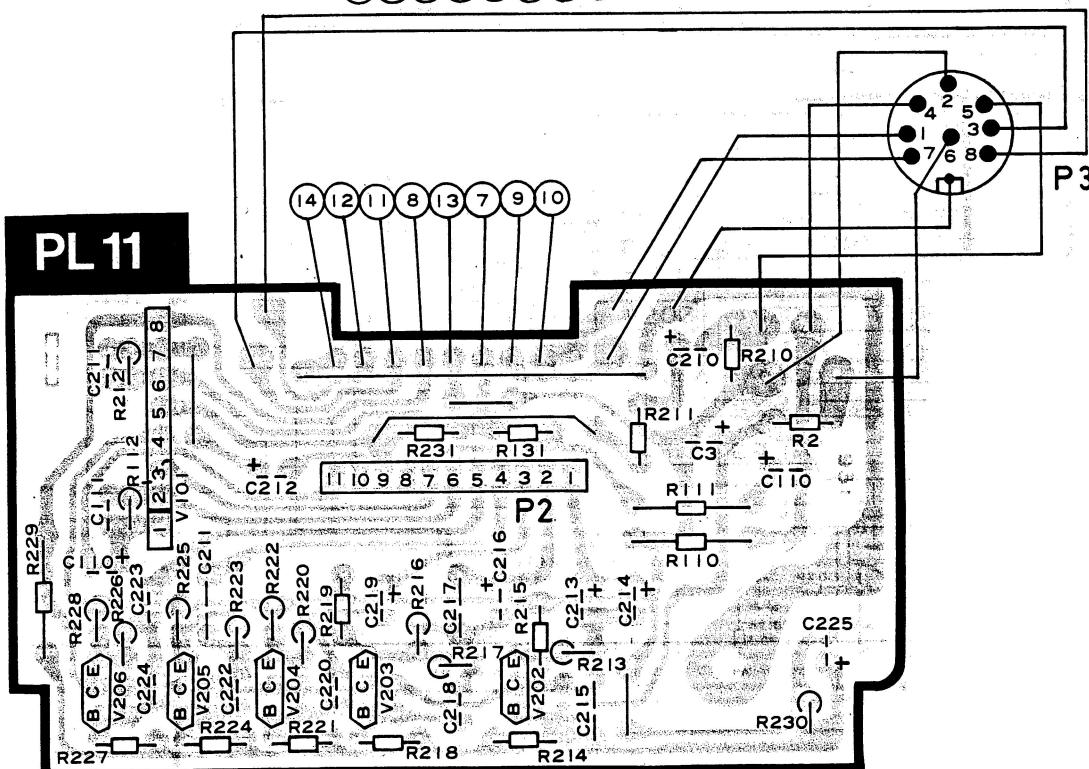 2
4
5
1
3
7
6
8
P3
14 12 11 8 13 7 9 10
PL 11
8
7
6
5
4
3
2
1
C211
R212
C210
R210
R112
C111
V101
C212
R231
R131
R211
C3
R2
C110
11 10 9 8 7 6 5 4 3 2 1
P2
R111
R110
R229
C110
R228
R226
C223
R225
C211
R223
R222
R220
R219
C219
R216
C217
C216
R215
C213
C214
C225
R217
R213
B C E
V206
C224
B C E
V205
C222
B C E
V204
C220
B C E
V203
C218
B C E
V202
C215
R230
R227
R224
R221
R218
R214